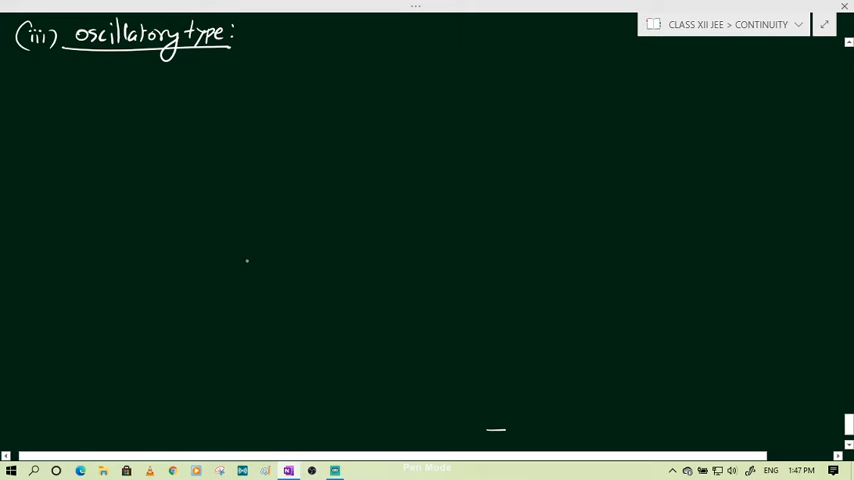 ...
CLASS XII JEE > CONTINUITY
(iii) oscillatory type:
Pen Mode
ENG
1:47 PM